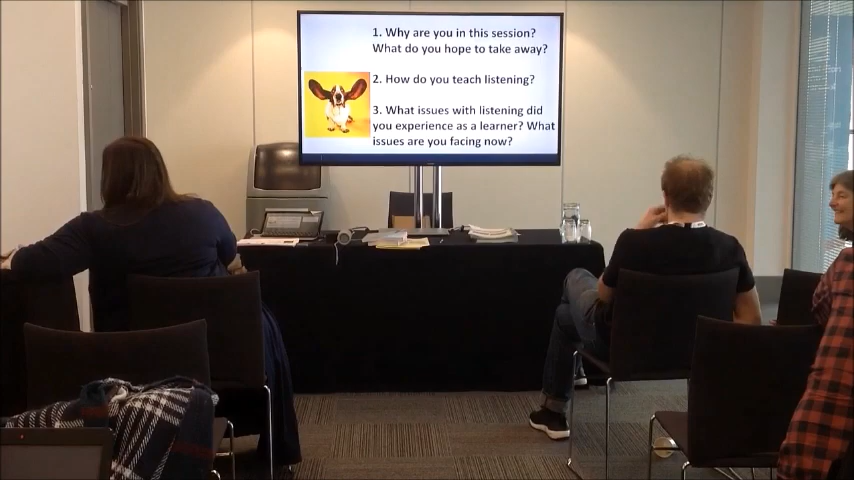 1. Why are you in this session?
What do you hope to take away?
2. How do you teach listening?
3. What issues with listening did
you experience as a learner? What
issues are you facing now?